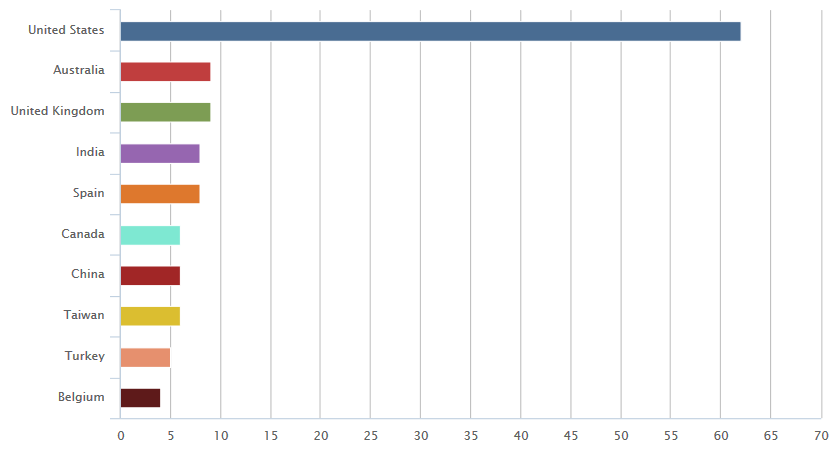 United States
Australia
United Kingdom
India
Spain
Canada
China
Taiwan
Turkey
Belgium
0 5 10 15 20 25 30 35 40 45 50 55 60 65 70